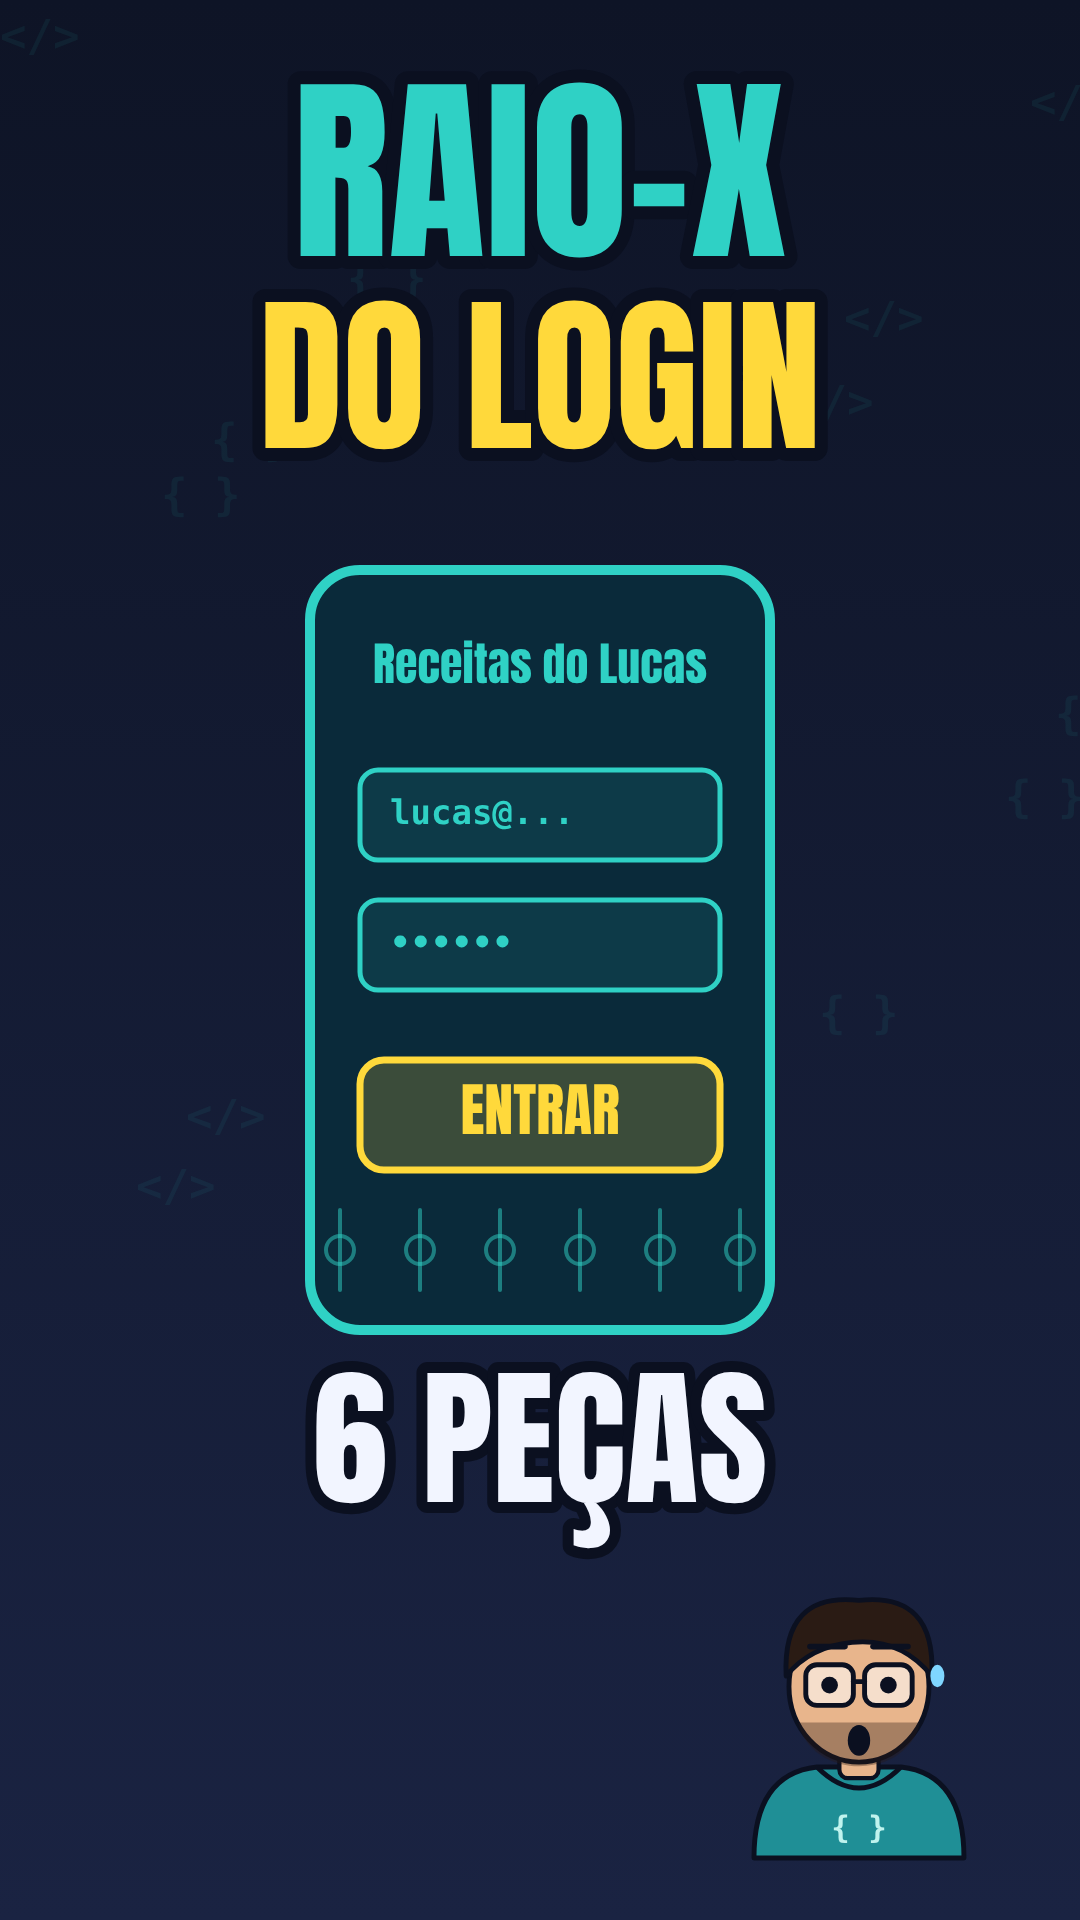 </>
</
RAIO-X
{ }
DO LOGIN
</>
/>
{
{ }
Receitas do Lucas
{
{ }
lucas@...
••••••
{ }
ENTRAR
</>
</>
6 PEÇAS
{ }